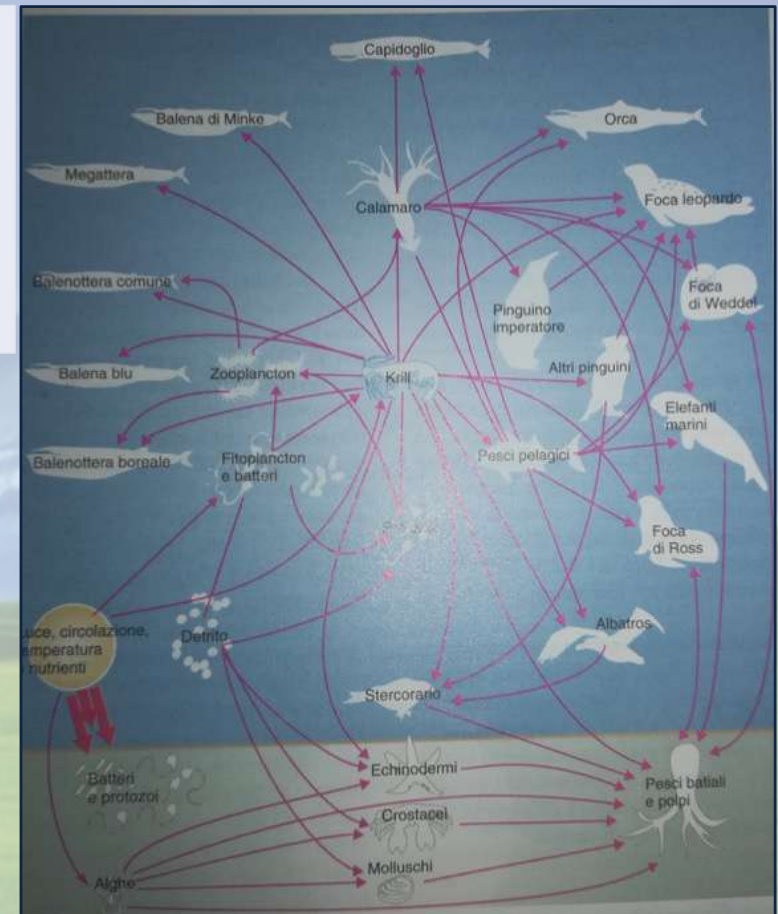 Capidoglio
Balena di Minke
Orca
Megattera
Foca leopardo
Calamaro
Balenottera comune
Foca
di Weddel
Pinguino
imperatore
Balena blu
Zooplancton
Krill
Altri pinguini
Elefanti
marini
Balenottera boreale
Fitoplancton
e batteri
Pesci pelagici
Foca
di Ross
Luce, circolazione,
temperatura
nutrienti
Detrito
Albatros
Stercorario
Batteri
e protozoi
Echinodermi
Pesci batiali
e polpi
Crostacei
Molluschi
Alghe